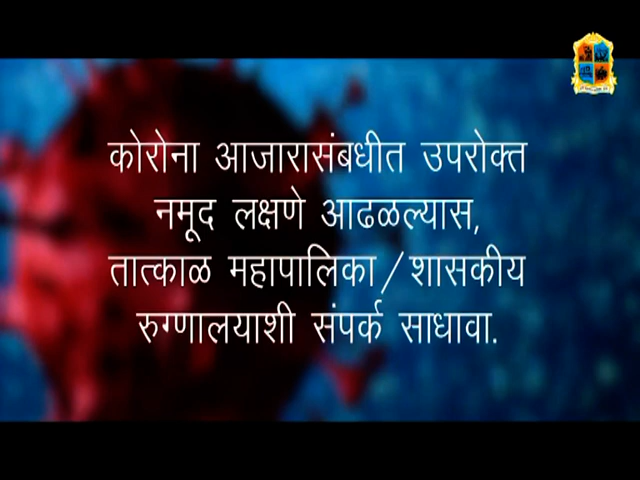 कोरोना आजारासंबधीत उपरोक्त
नमूद लक्षणे आढळल्यास,
तात्काळ महापालिका/शासकीय
रुग्णालयाशी संपर्क साधावा.